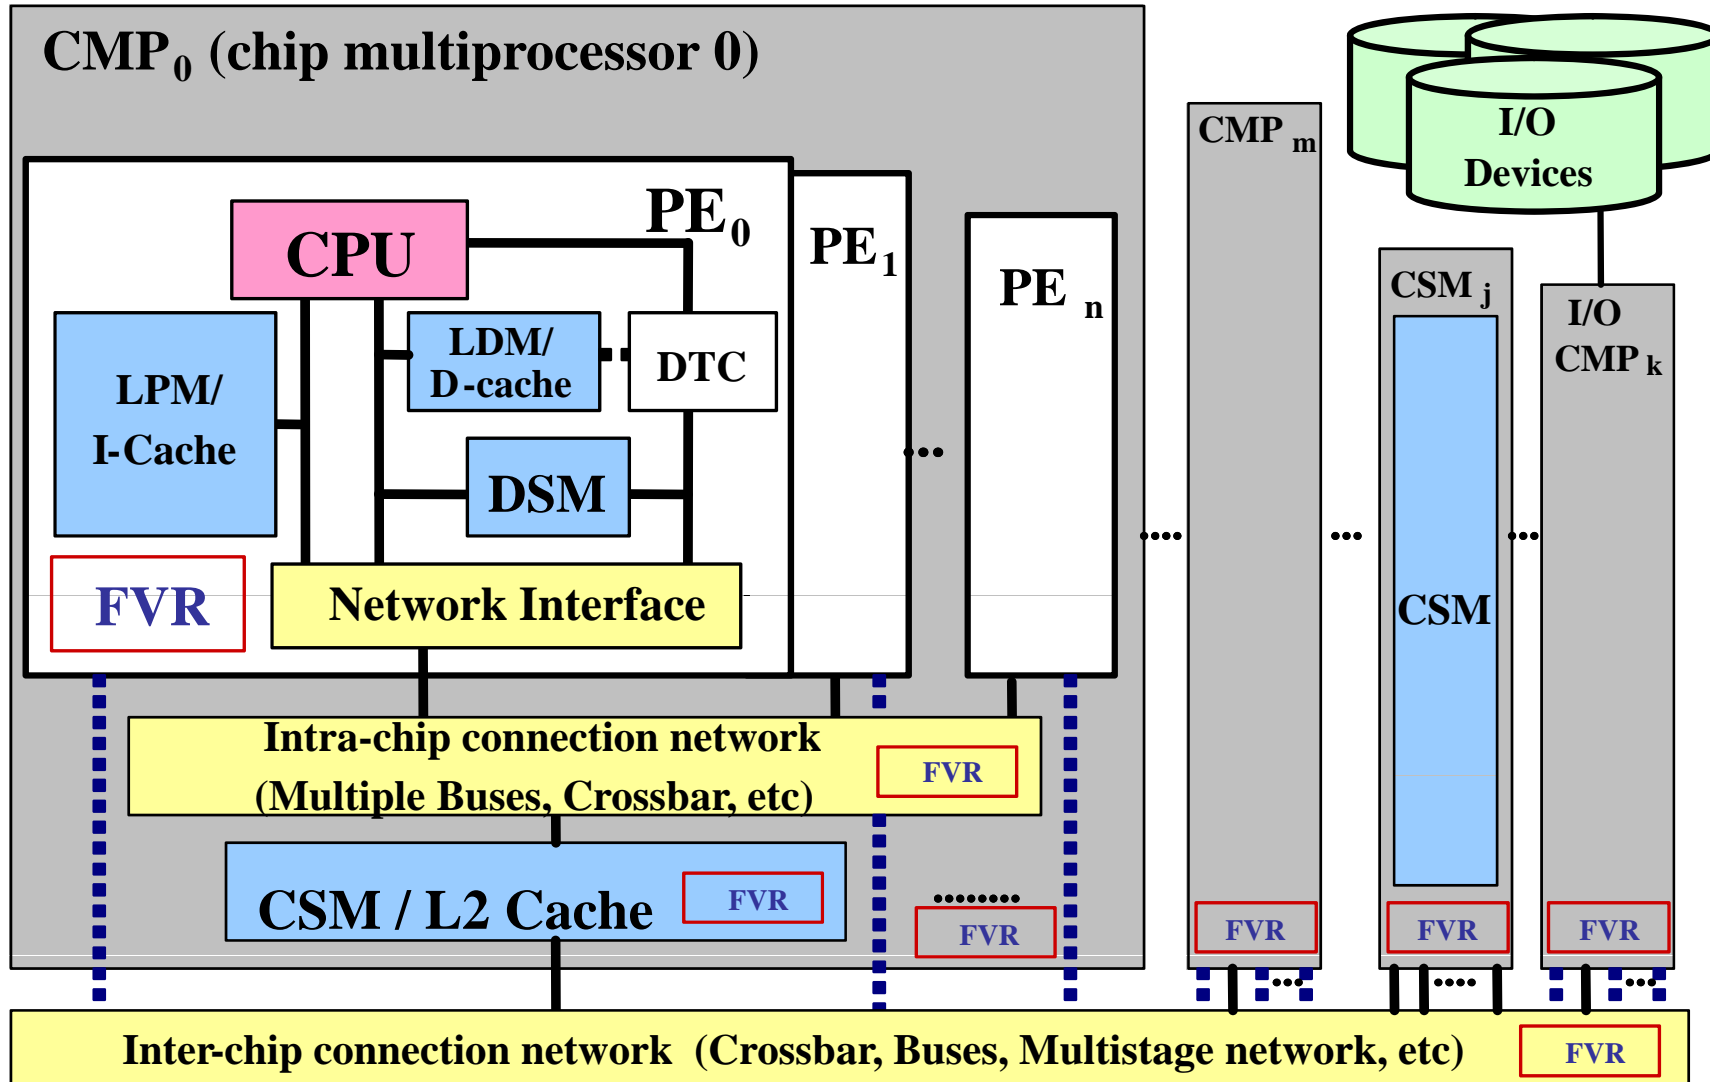 CMP0 (chip multiprocessor 0)
PE0
CPU
LPM/
I-Cache
LDM/
D-cache
DTC
DSM
FVR
Network Interface
PE1
PE n
Intra-chip connection network
(Multiple Buses, Crossbar, etc)
FVR
CSM / L2 Cache
FVR
FVR
CMP m
FVR
CSM j
CSM
FVR
I/O
Devices
I/O
CMP k
FVR
Inter-chip connection network (Crossbar, Buses, Multistage network, etc)
FVR